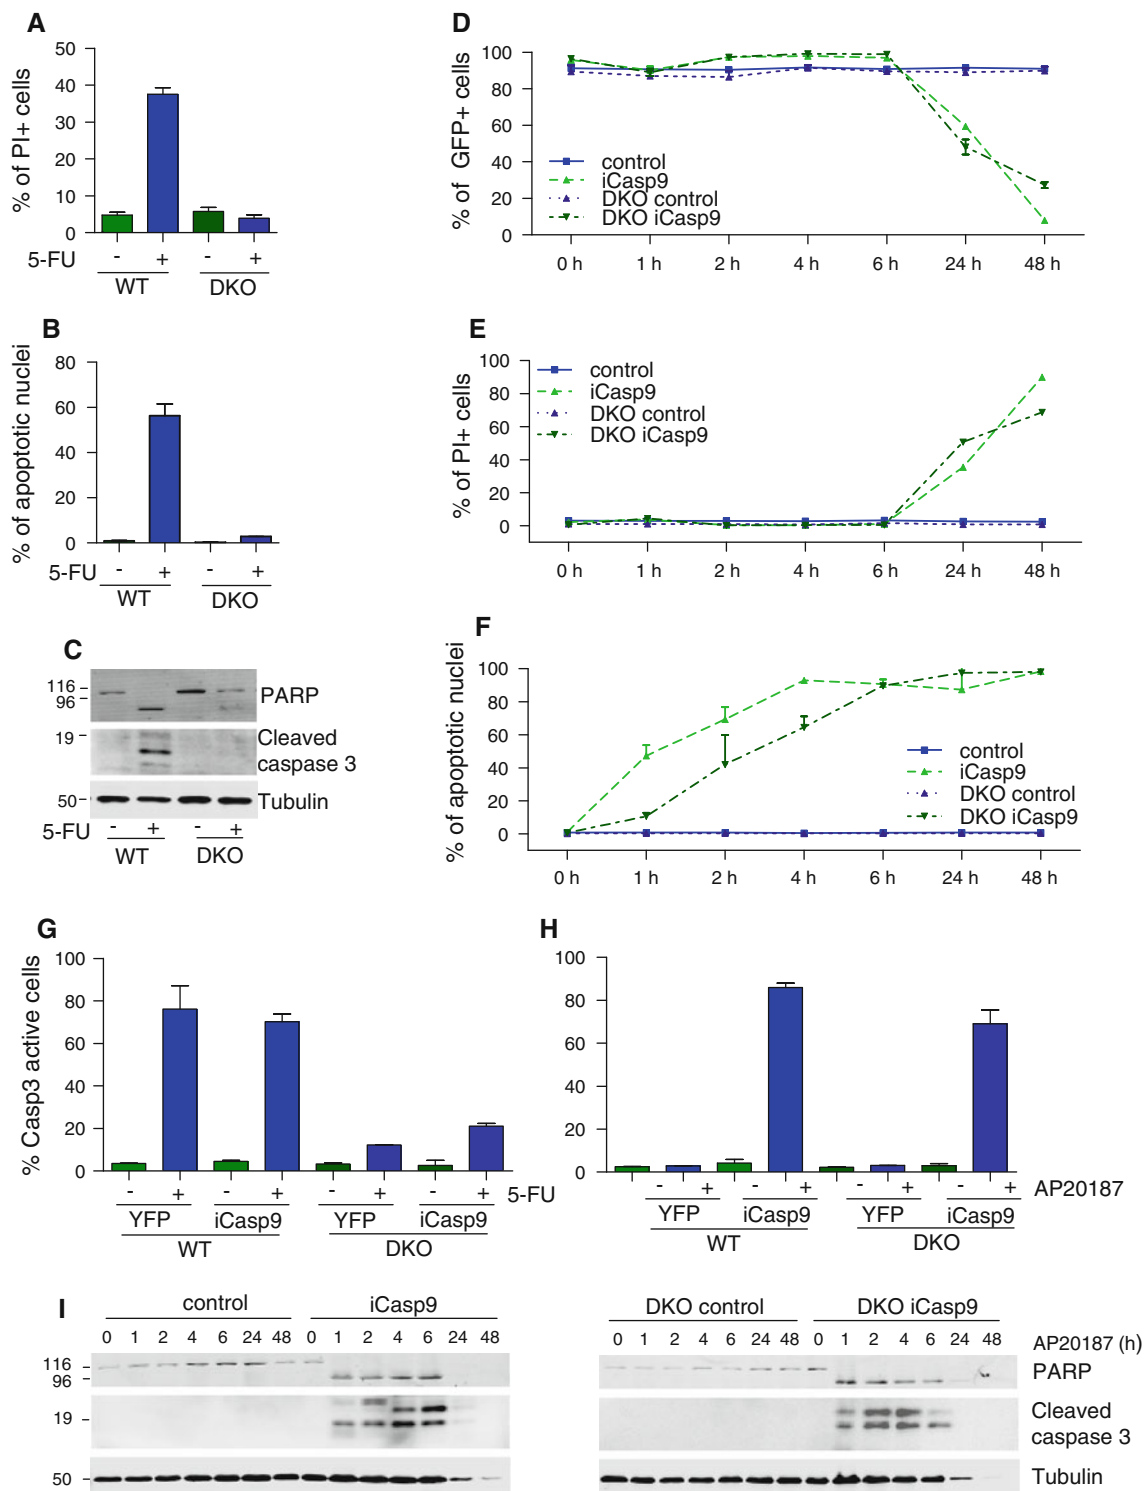 A
% of PI+ cells
50
40
30
20
10
0
5-FU - + - +
WT DKO
B
% of apoptotic nuclei
80
60
40
20
0
5-FU - + - +
WT DKO
C
116
96
PARP
19
Cleaved
caspase 3
50
Tubulin
5-FU - + - +
WT DKO
D
% of GFP+ cells
100
80
60
40
20
0
control
iCasp9
DKO control
DKO iCasp9
0 h 1 h 2 h 4 h 6 h 24 h 48 h
E
% of PI+ cells
100
80
60
40
20
0
control
iCasp9
DKO control
DKO iCasp9
0 h 1 h 2 h 4 h 6 h 24 h 48 h
F
% of apoptotic nuclei
100
80
60
40
20
0
control
iCasp9
DKO control
DKO iCasp9
0 h 1 h 2 h 4 h 6 h 24 h 48 h
G
% Casp3 active cells
100
80
60
40
20
0
- + - + - + - + 5-FU
YFP iCasp9 YFP iCasp9
WT DKO
H
100
80
60
40
20
0
- + - + - + - + AP20187
YFP iCasp9 YFP iCasp9
WT DKO
I
control iCasp9
0 1 2 4 6 24 48 0 1 2 4 6 24 48
116
96
19
50
DKO control DKO iCasp9
0 1 2 4 6 24 48 0 1 2 4 6 24 48 AP20187 (h)
PARP
Cleaved
caspase 3
Tubulin